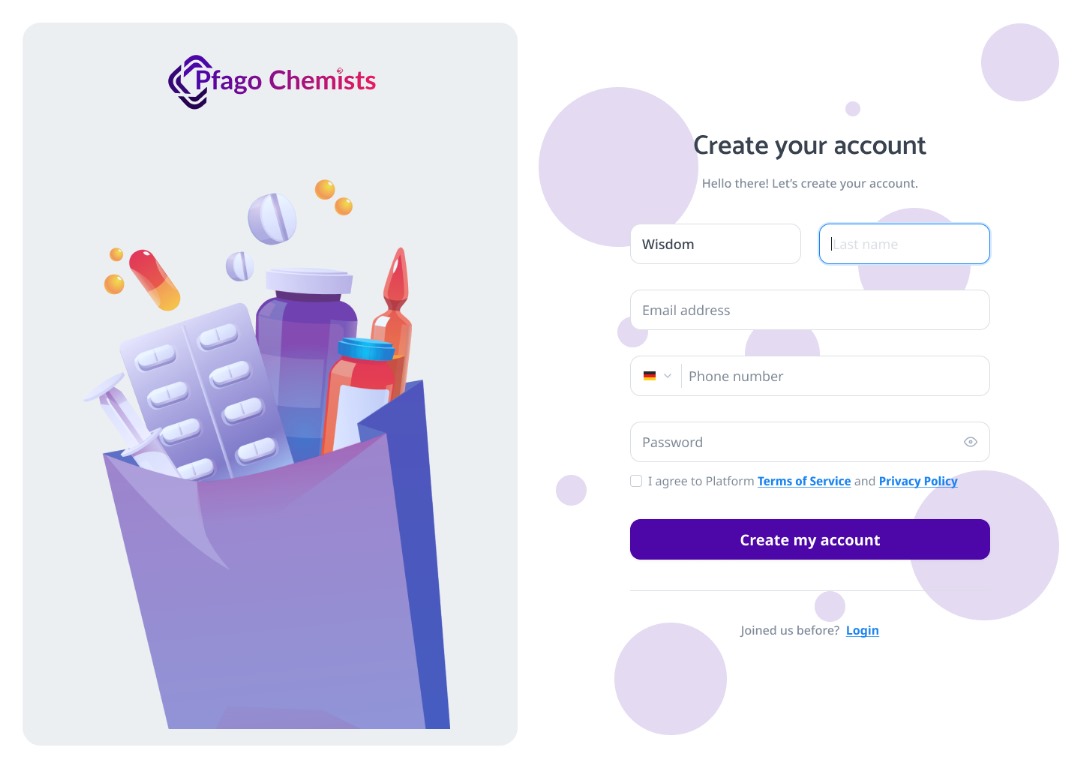 Pfago Chemists
Create your account
Hello there! Let's create your account.
Wisdom
Last name
Email address
Phone number
Password
I agree to Platform Terms of Service and Privacy Policy
Create my account
Joined us before? Login